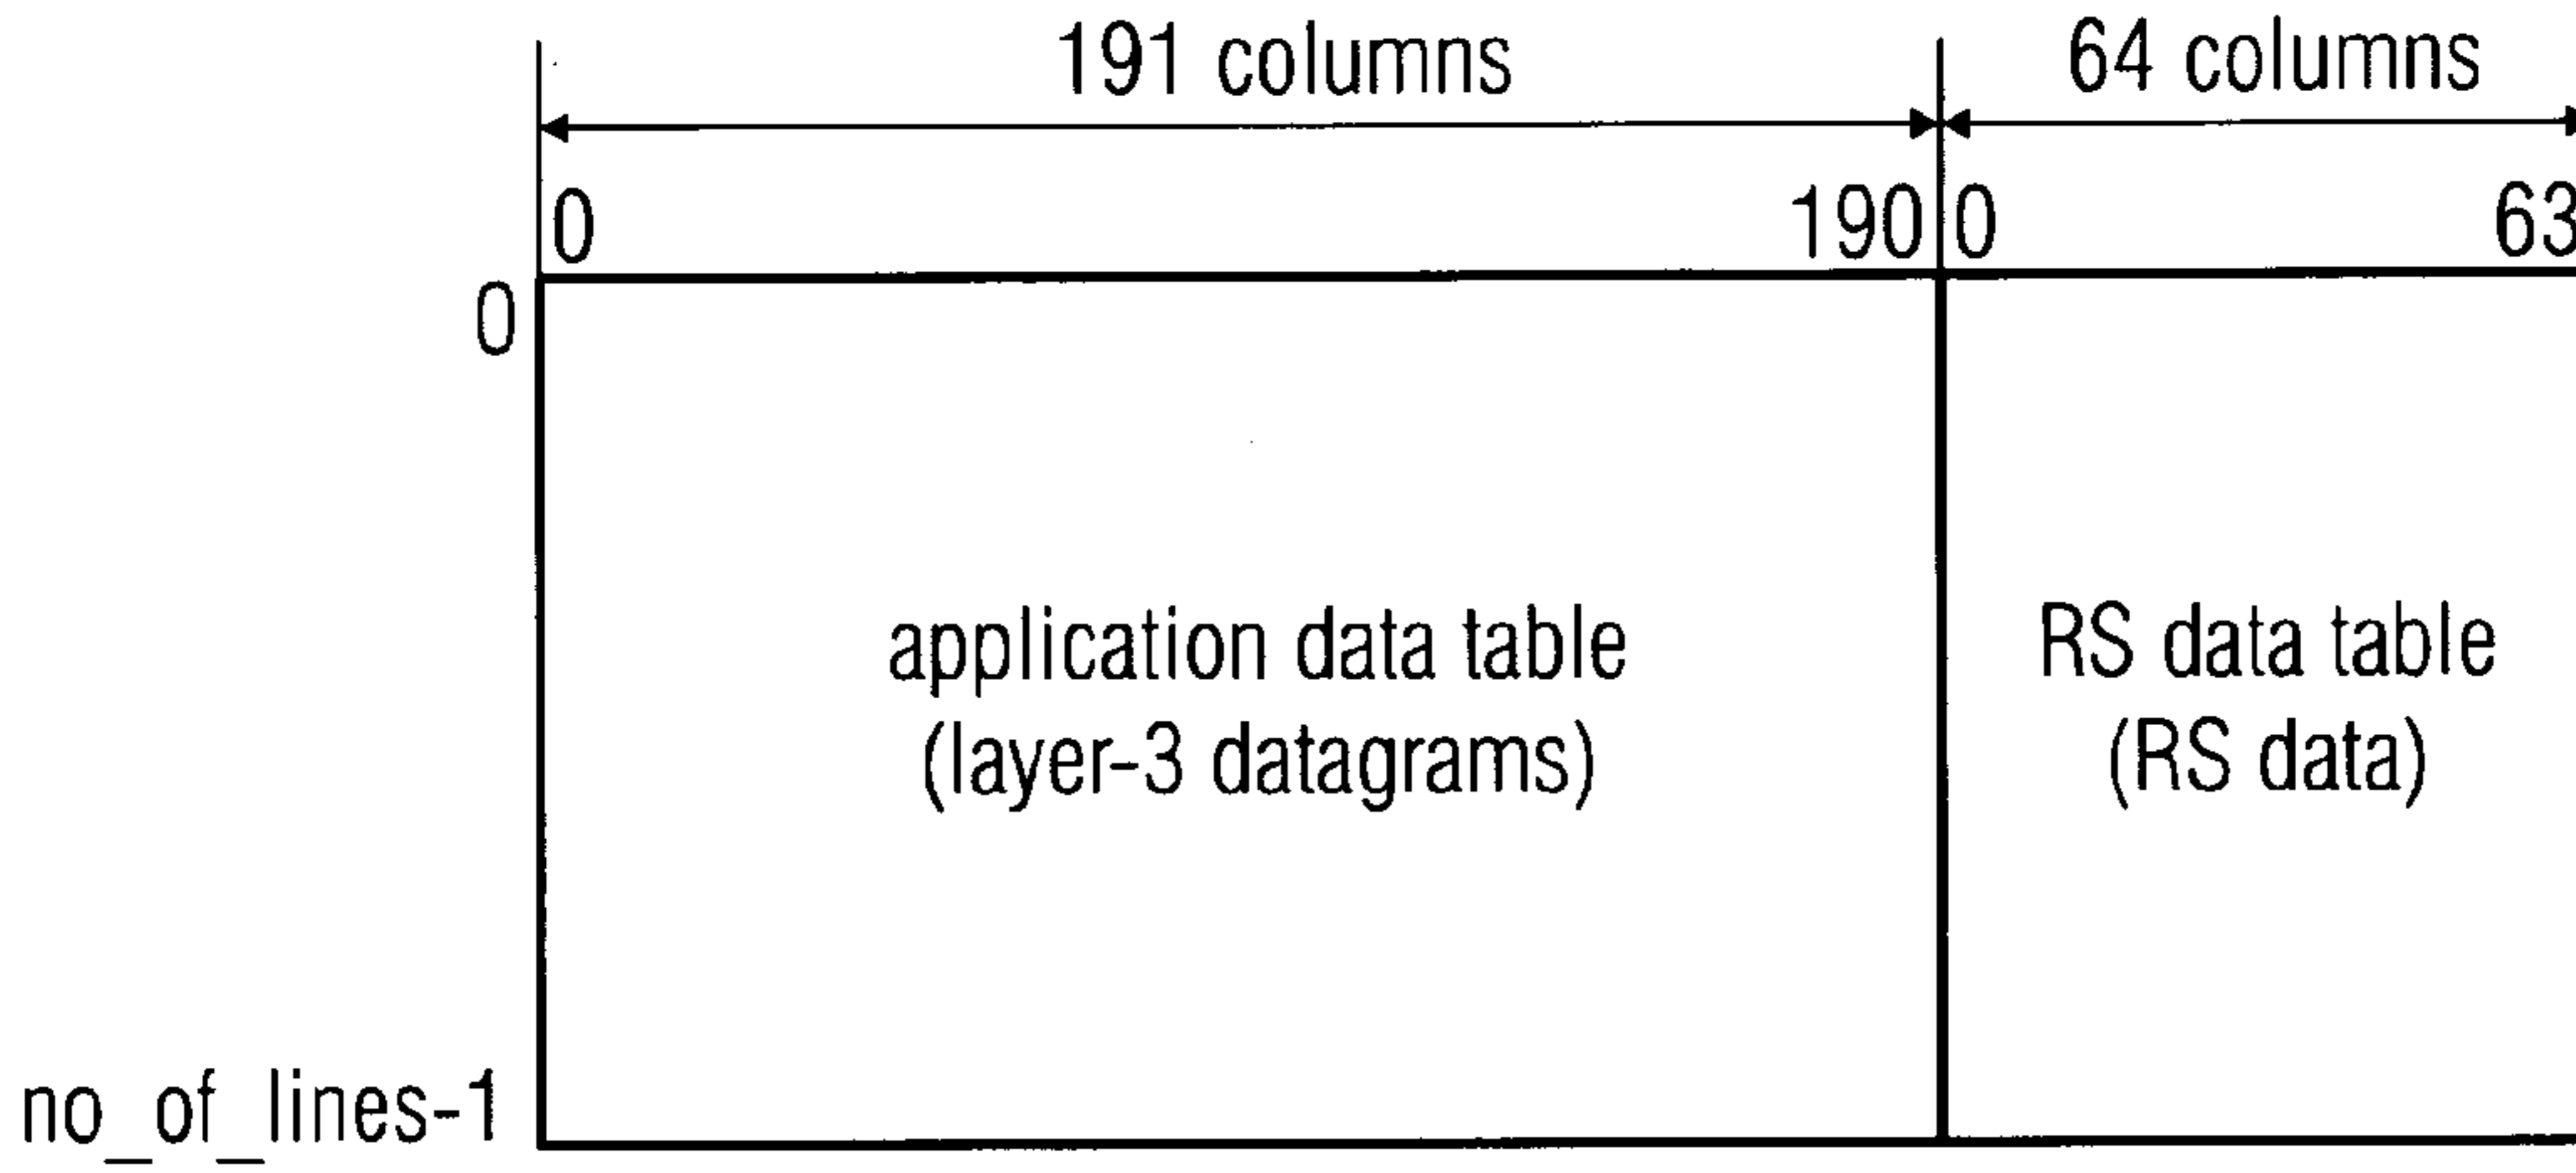 191 columns
64 columns
0
190
0
63
0
application data table
(layer-3 datagrams)
RS data table
(RS data)
no_of_lines-1